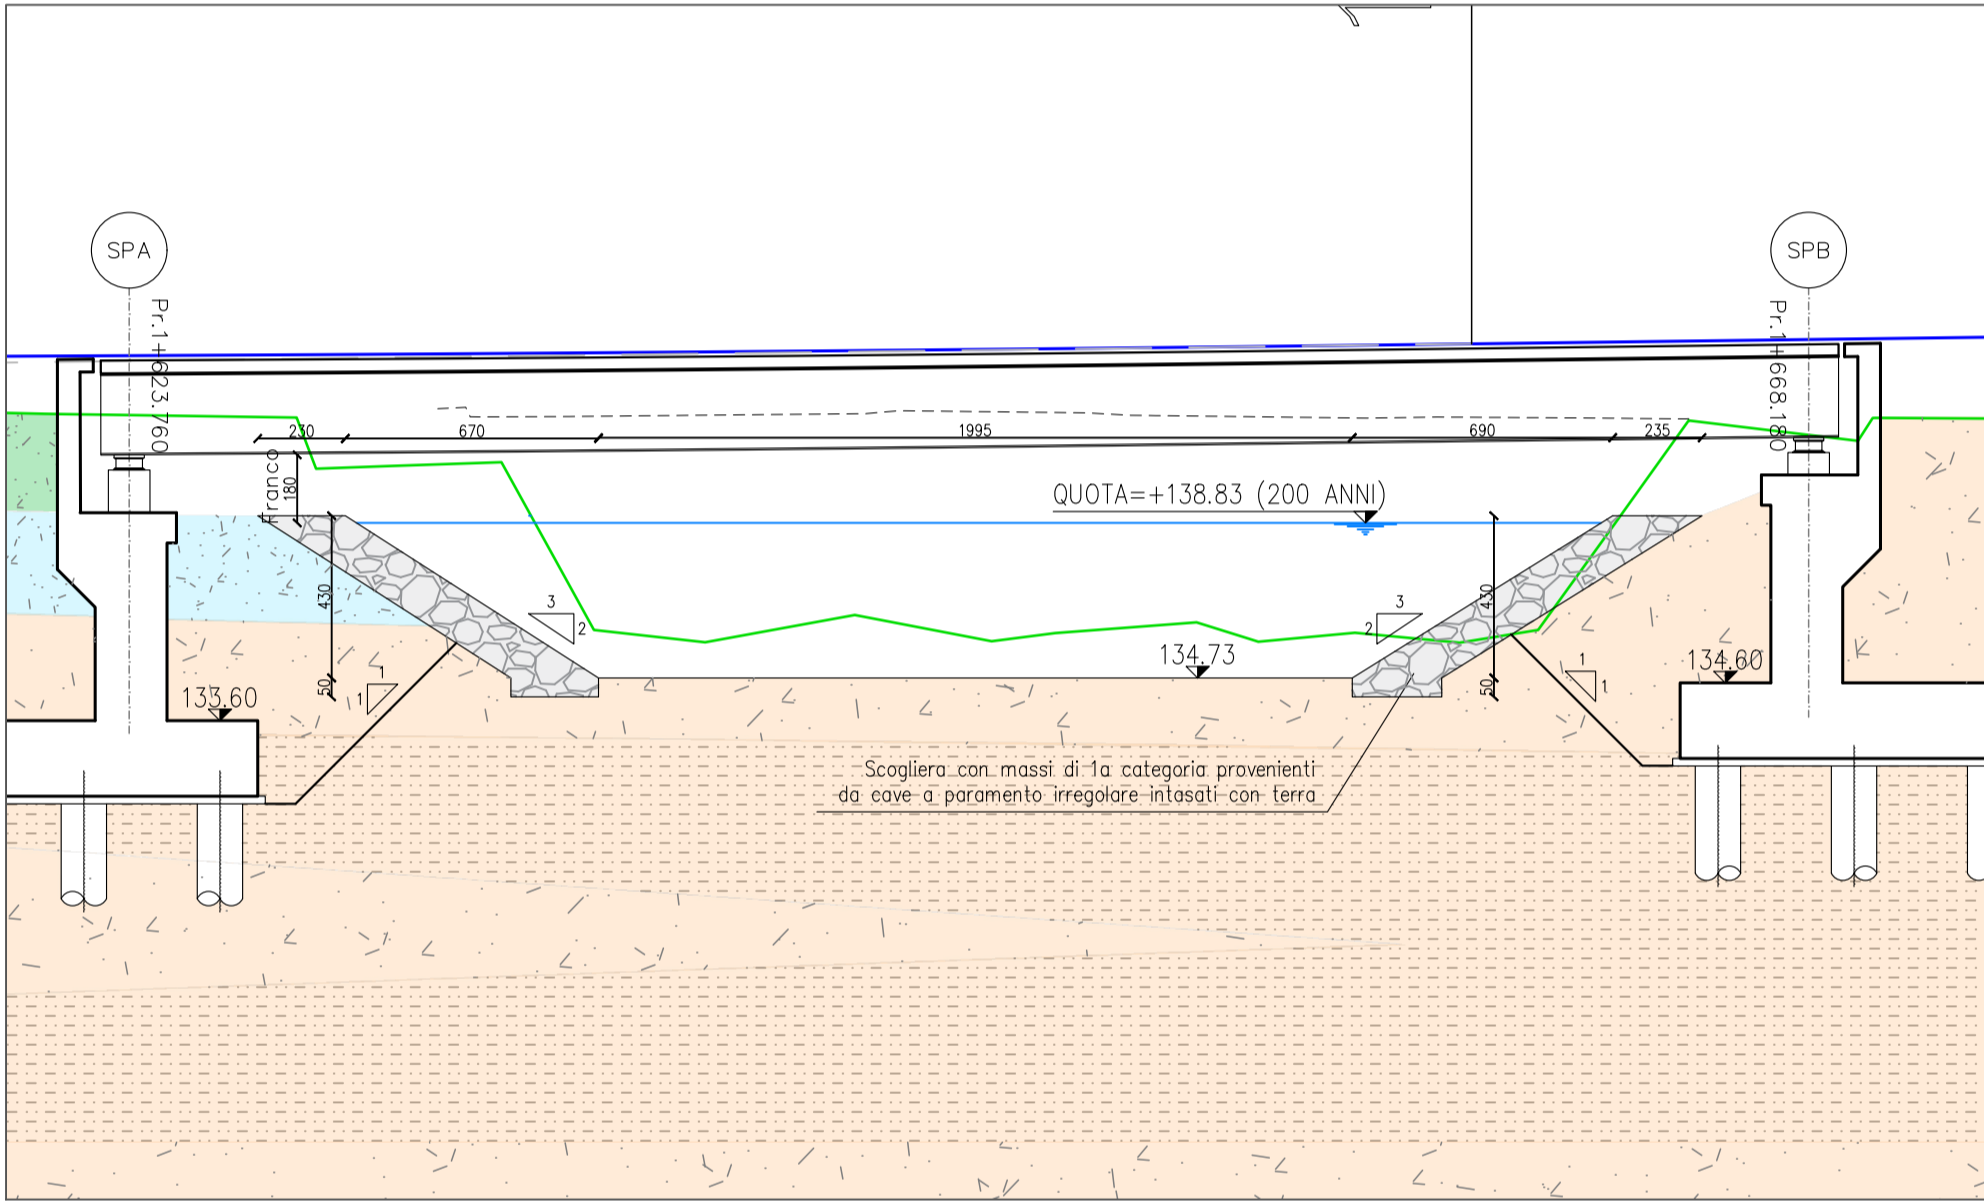 SPA
SPB
Pr.1+623.760
Pr.1+668.180
230
670
1995
690
235
Franco
180
QUOTA=+138.83 (200 ANNI)
430
430
3
2
3
2
134.73
134.60
133.60
1
1
1
1
50
50
Scogliera con massi di 1a categoria provenienti
da cave a paramento irregolare intasati con terra